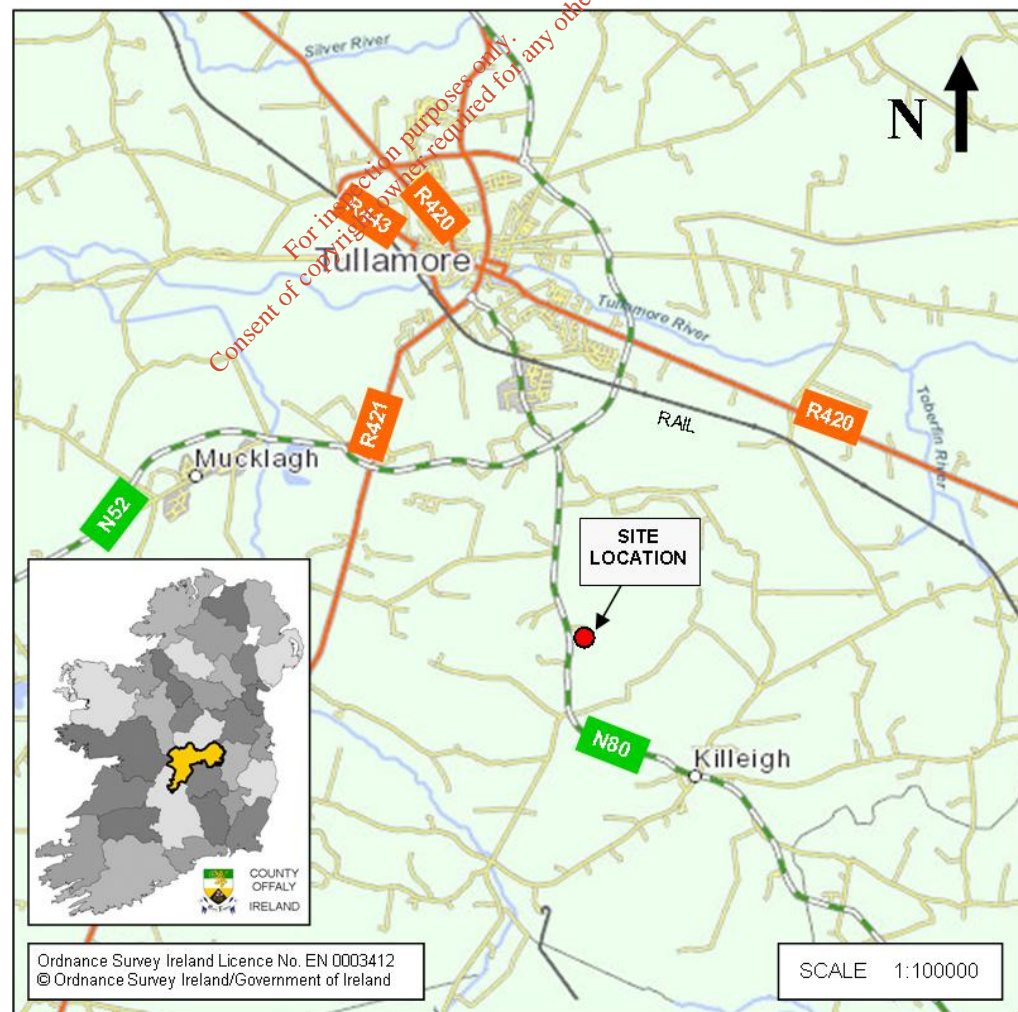 Silver River
For inspection purposes only.
Consent of copyright owner required for any othe
N
R443
R420
Tullamore
Tullamore River
R421
R420
RAIL
Toberfin River
Mucklagh
N52
SITE
LOCATION
N80
Killeigh
COUNTY
OFFALY
IRELAND
Ordnance Survey Ireland Licence No. EN 0003412
© Ordnance Survey Ireland/Government of Ireland
SCALE 1:100000